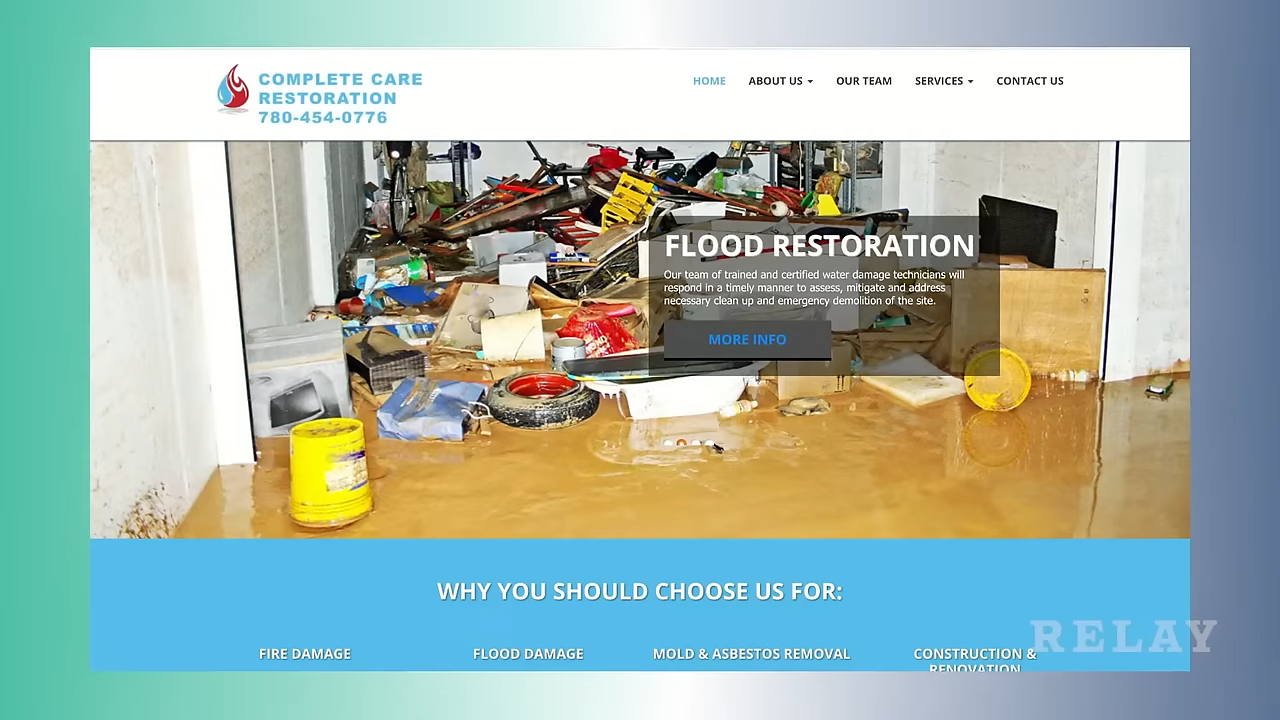 COMPLETE CARE
RESTORATION
780-454-0776
HOME ABOUT US OUR TEAM SERVICES CONTACT US
FLOOD RESTORATION
Our team of trained and certified water damage technicians will
respond in a timely manner to assess, mitigate and address
necessary clean up and emergency demolition of the site.
MORE INFO
WHY YOU SHOULD CHOOSE US FOR:
FIRE DAMAGE FLOOD DAMAGE MOLD & ASBESTOS REMOVAL CONSTRUCTION &
RENOVATION
RELAY